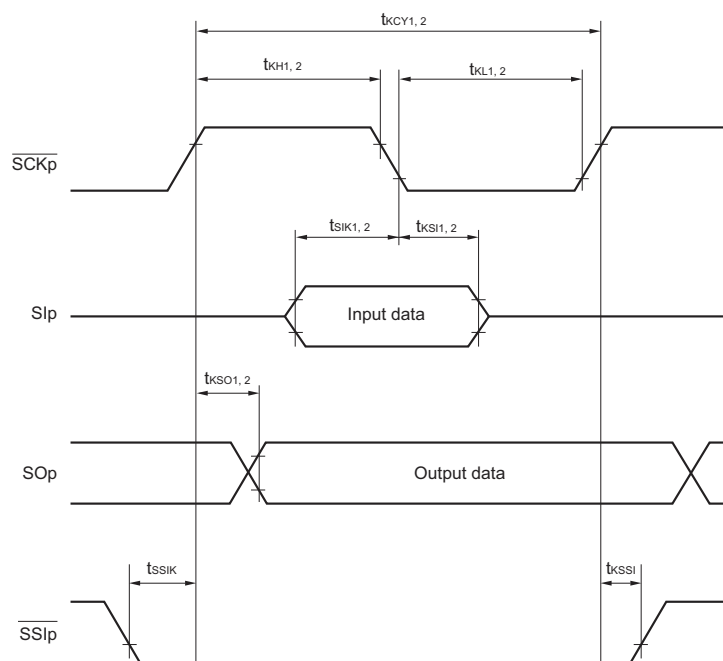 tKCY1, 2
tKH1, 2
tKL1, 2
SCKp
tSIK1, 2
tKSI1, 2
SIp
Input data
tKSO1, 2
SOp
Output data
tSSIK
tKSSI
SSIp